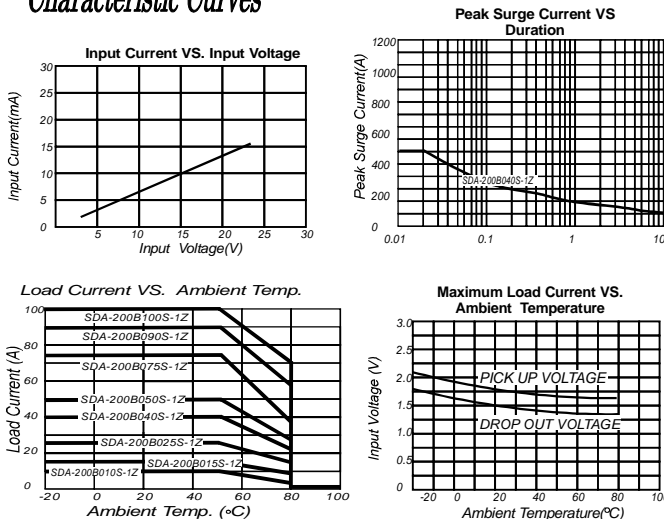 Characteristic Curves
Input Current VS. Input Voltage
30
25
20
15
10
5
0
5 10 15 20 25 30
Input Current(mA)
Input Voltage(V)
Peak Surge Current VS
Duration
1200
1000
800
600
400
200
0
0.01 0.1 1 10
Peak Surge Current(A)
SDA-200B040S-1Z
Load Current VS. Ambient Temp.
100
80
60
40
20
0
-20 0 20 40 60 80 100
Load Current (A)
Ambient Temp. (°C)
SDA-200B100S-1Z
SDA-200B090S-1Z
SDA-200B075S-1Z
SDA-200B050S-1Z
SDA-200B040S-1Z
SDA-200B025S-1Z
SDA-200B015S-1Z
SDA-200B010S-1Z
Maximum Load Current VS.
Ambient Temperature
3.0
2.5
2.0
1.5
1.0
0.5
0
-20 0 20 40 60 80 100
Input Voltage (V)
PICK UP VOLTAGE
DROP OUT VOLTAGE
Ambient Temperature(ºC)